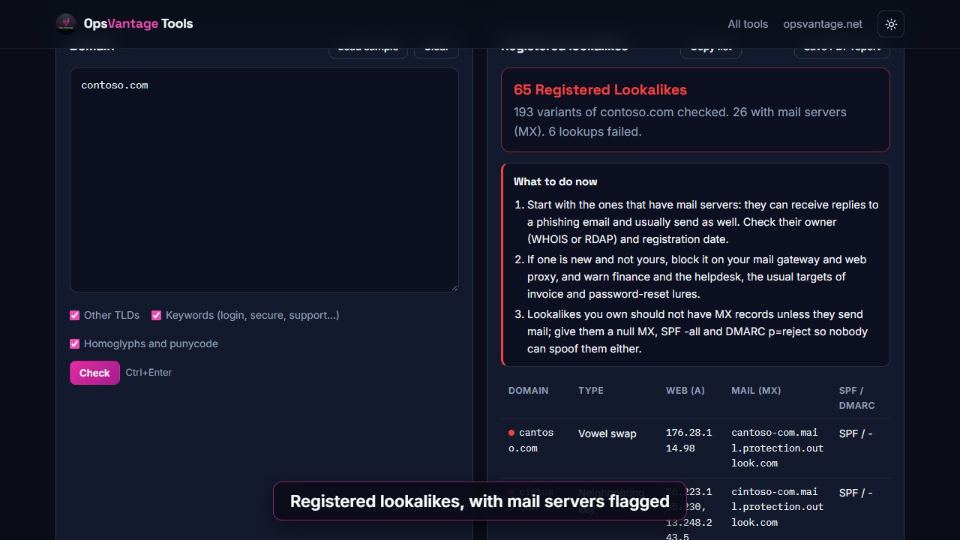 OpsVantage Tools
All tools
opsvantage.net
contoso.com
Other TLDs
Keywords (login, secure, support...)
Homoglyphs and punycode
Check
Ctrl+Enter
65 Registered Lookalikes
193 variants of contoso.com checked. 26 with mail servers
(MX). 6 lookups failed.
What to do now
1. Start with the ones that have mail servers: they can receive replies to
a phishing email and usually send as well. Check their owner
(WHOIS or RDAP) and registration date.
2. If one is new and not yours, block it on your mail gateway and web
proxy, and warn finance and the helpdesk, the usual targets of
invoice and password-reset lures.
3. Lookalikes you own should not have MX records unless they send
mail; give them a null MX, SPF -all and DMARC p=reject so nobody
can spoof them either.
DOMAIN
TYPE
WEB (A)
MAIL (MX)
SPF /
DMARC
cantos
o.com
Vowel swap
176.28.1
14.98
cantoso-com.mai
l.protection.out
look.com
SPF / -
.223.1
.230,
13.248.2
43.5
cintoso-com.mai
l.protection.out
look.com
SPF / -
Registered lookalikes, with mail servers flagged